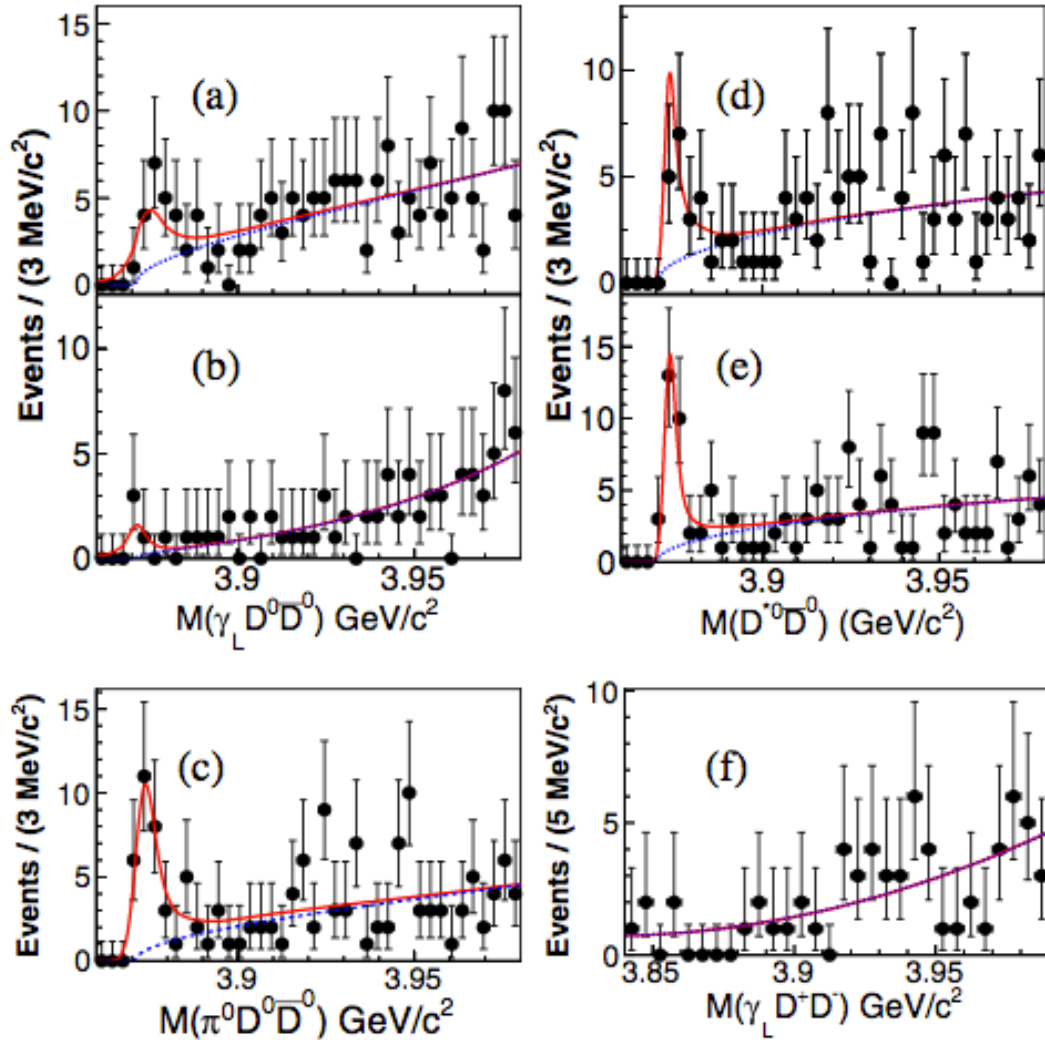 15
10
5
0
(a)
Events / (3 MeV/c²)
10
5
0
(b)
3.9 3.95
M(γ_L D⁰D̅⁰) GeV/c²
10
5
0
(d)
Events / (3 MeV/c²)
15
10
5
0
(e)
3.9 3.95
M(D*⁰D̅⁰) (GeV/c²)
15
10
5
0
(c)
Events / (3 MeV/c²)
3.9 3.95
M(π⁰D⁰D̅⁰) GeV/c²
10
5
0
(f)
Events / (5 MeV/c²)
3.85 3.9 3.95
M(γ_L D⁺D⁻) GeV/c²